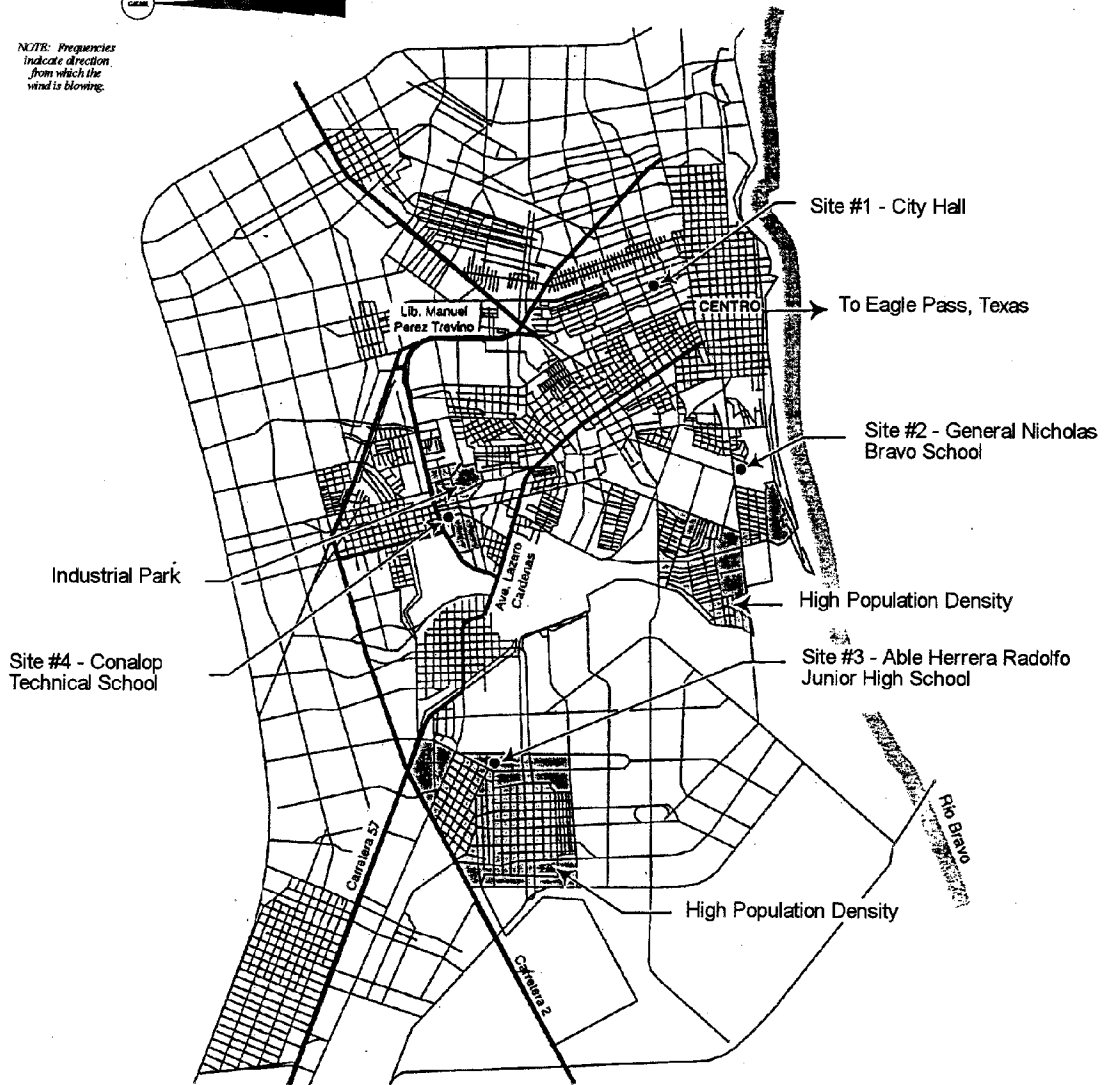 CALM
NOTE: Frequencies
indicate direction
from which the
wind is blowing.
Site #1 - City Hall
CENTRO
To Eagle Pass, Texas
Lib. Manuel
Perez Trevino
Site #2 - General Nicholas
Bravo School
Industrial Park
Ave. Lazaro
Cardenas
High Population Density
Site #4 - Conalop
Technical School
Site #3 - Able Herrera Radolfo
Junior High School
Rio Bravo
Carretera 57
High Population Density
Carretera 2